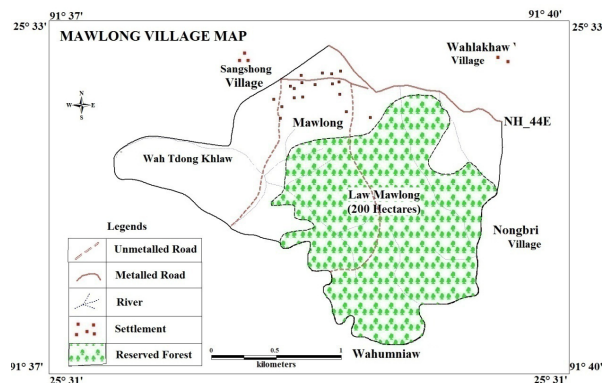 91° 37'
91° 40'
25° 33'
25° 33'
MAWLONG VILLAGE MAP
Wahlakhaw '
Village
Sangshong
Village
N
W E
S
NH_44E
Mawlong
Wah Tdong Khlaw
Law Mawlong
(200 Hectares)
Nongbri
Village
Legends
Unmetalled Road
Metalled Road
River
Settlement
Reserved Forest
0 0.5 1
kilometers
Wahumniaw
91° 37'
91° 40'
25° 31'
25° 31'